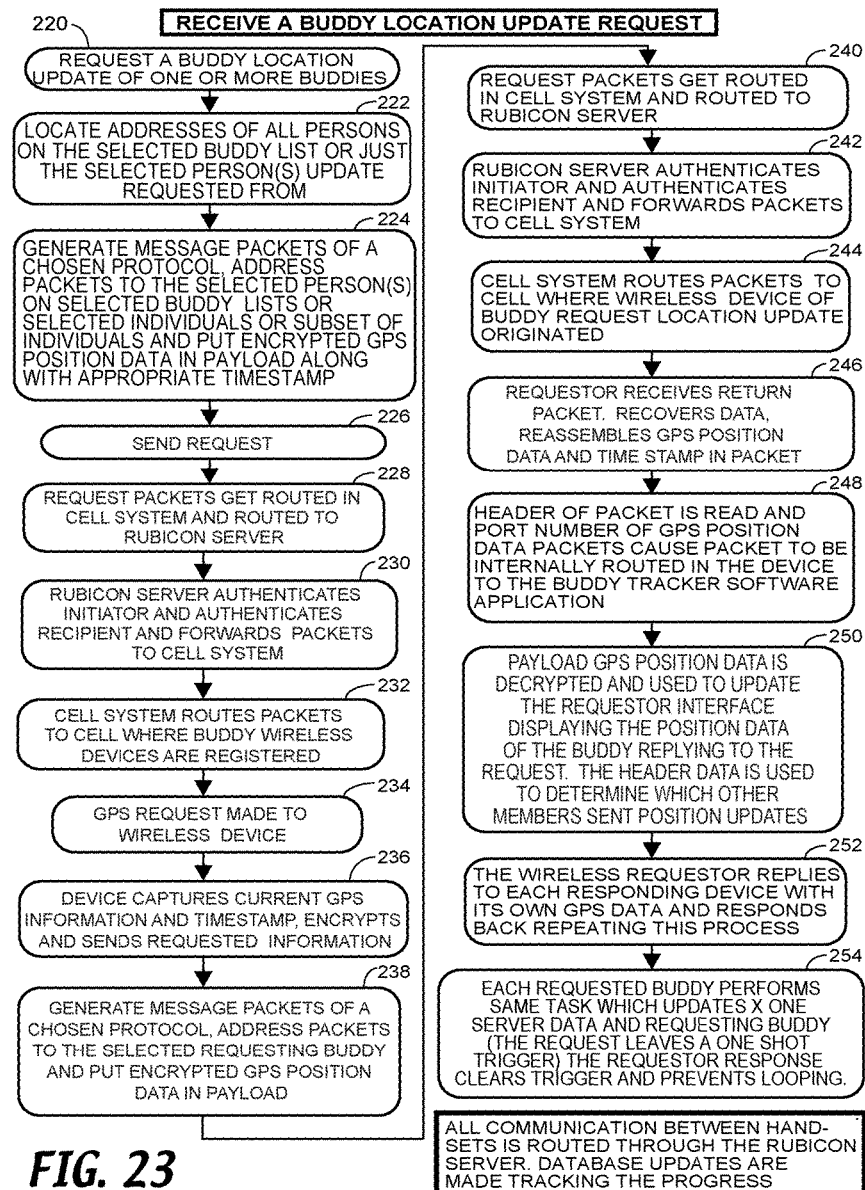 RECEIVE A BUDDY LOCATION UPDATE REQUEST
220
REQUEST A BUDDY LOCATION
UPDATE OF ONE OR MORE BUDDIES
222
LOCATE ADDRESSES OF ALL PERSONS
ON THE SELECTED BUDDY LIST OR JUST
THE SELECTED PERSON(S) UPDATE
REQUESTED FROM
224
GENERATE MESSAGE PACKETS OF A
CHOSEN PROTOCOL, ADDRESS
PACKETS TO THE SELECTED PERSON(S)
ON SELECTED BUDDY LISTS OR
SELECTED INDIVIDUALS OR SUBSET OF
INDIVIDUALS AND PUT ENCRYPTED GPS
POSITION DATA IN PAYLOAD ALONG
WITH APPROPRIATE TIMESTAMP
226
SEND REQUEST
228
REQUEST PACKETS GET ROUTED IN
CELL SYSTEM AND ROUTED TO
RUBICON SERVER
230
RUBICON SERVER AUTHENTICATES
INITIATOR AND AUTHENTICATES
RECIPIENT AND FORWARDS PACKETS
TO CELL SYSTEM
232
CELL SYSTEM ROUTES PACKETS
TO CELL WHERE BUDDY WIRELESS
DEVICES ARE REGISTERED
234
GPS REQUEST MADE TO
WIRELESS DEVICE
236
DEVICE CAPTURES CURRENT GPS
INFORMATION AND TIMESTAMP, ENCRYPTS
AND SENDS REQUESTED INFORMATION
238
GENERATE MESSAGE PACKETS OF A
CHOSEN PROTOCOL, ADDRESS PACKETS
TO THE SELECTED REQUESTING BUDDY
AND PUT ENCRYPTED GPS POSITION
DATA IN PAYLOAD
240
REQUEST PACKETS GET ROUTED
IN CELL SYSTEM AND ROUTED TO
RUBICON SERVER
242
RUBICON SERVER AUTHENTICATES
INITIATOR AND AUTHENTICATES
RECIPIENT AND FORWARDS PACKETS
TO CELL SYSTEM
244
CELL SYSTEM ROUTES PACKETS TO
CELL WHERE WIRELESS DEVICE OF
BUDDY REQUEST LOCATION UPDATE
ORIGINATED
246
REQUESTOR RECEIVES RETURN
PACKET. RECOVERS DATA,
REASSEMBLES GPS POSITION
DATA AND TIME STAMP IN PACKET
248
HEADER OF PACKET IS READ AND
PORT NUMBER OF GPS POSITION
DATA PACKETS CAUSE PACKET TO BE
INTERNALLY ROUTED IN THE DEVICE
TO THE BUDDY TRACKER SOFTWARE
APPLICATION
250
PAYLOAD GPS POSITION DATA IS
DECRYPTED AND USED TO UPDATE
THE REQUESTOR INTERFACE
DISPLAYING THE POSITION DATA
OF THE BUDDY REPLYING TO THE
REQUEST. THE HEADER DATA IS USED
TO DETERMINE WHICH OTHER
MEMBERS SENT POSITION UPDATES
252
THE WIRELESS REQUESTOR REPLIES
TO EACH RESPONDING DEVICE WITH
ITS OWN GPS DATA AND RESPONDS
BACK REPEATING THIS PROCESS
254
EACH REQUESTED BUDDY PERFORMS
SAME TASK WHICH UPDATES X ONE
SERVER DATA AND REQUESTING BUDDY
(THE REQUEST LEAVES A ONE SHOT
TRIGGER) THE REQUESTOR RESPONSE
CLEARS TRIGGER AND PREVENTS LOOPING.
ALL COMMUNICATION BETWEEN HAND-
SETS IS ROUTED THROUGH THE RUBICON
SERVER. DATABASE UPDATES ARE
MADE TRACKING THE PROGRESS
FIG. 23